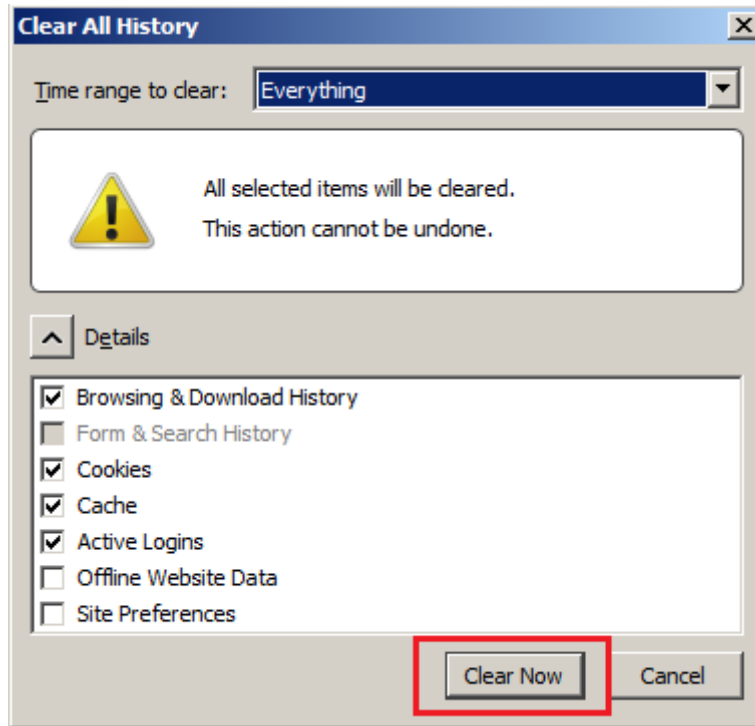 Clear All History
Time range to clear: Everything
All selected items will be cleared.
This action cannot be undone.
Details
Browsing & Download History
Form & Search History
Cookies
Cache
Active Logins
Offline Website Data
Site Preferences
Clear Now Cancel